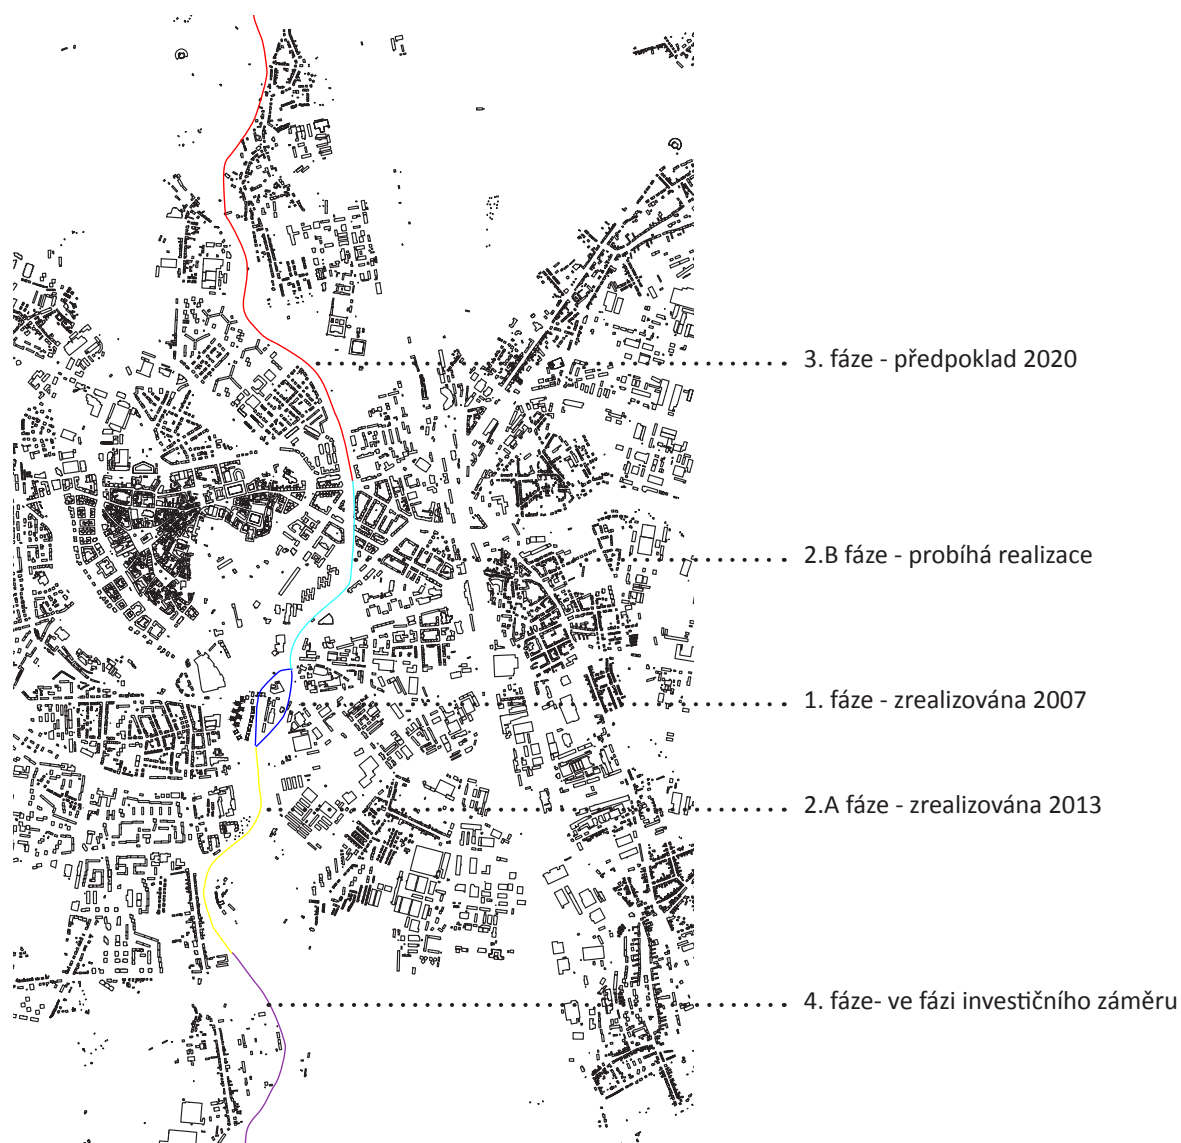 3. fáze - předpoklad 2020
2.B fáze - probíhá realizace
1. fáze - zrealizována 2007
2.A fáze - zrealizována 2013
4. fáze- ve fázi investičního záměru